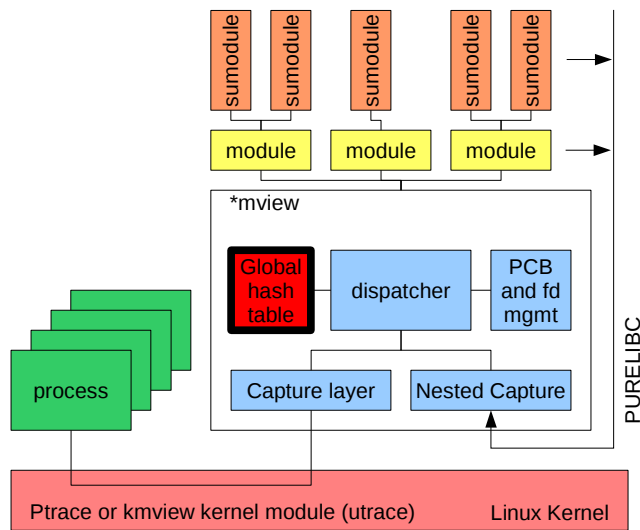 sumodule
sumodule
sumodule
sumodule
sumodule
module
module
module
*mview
Global
hash
table
dispatcher
PCB
and fd
mgmt
process
Capture layer
Nested Capture
PURELIBC
Ptrace or kmview kernel module (utrace)
Linux Kernel